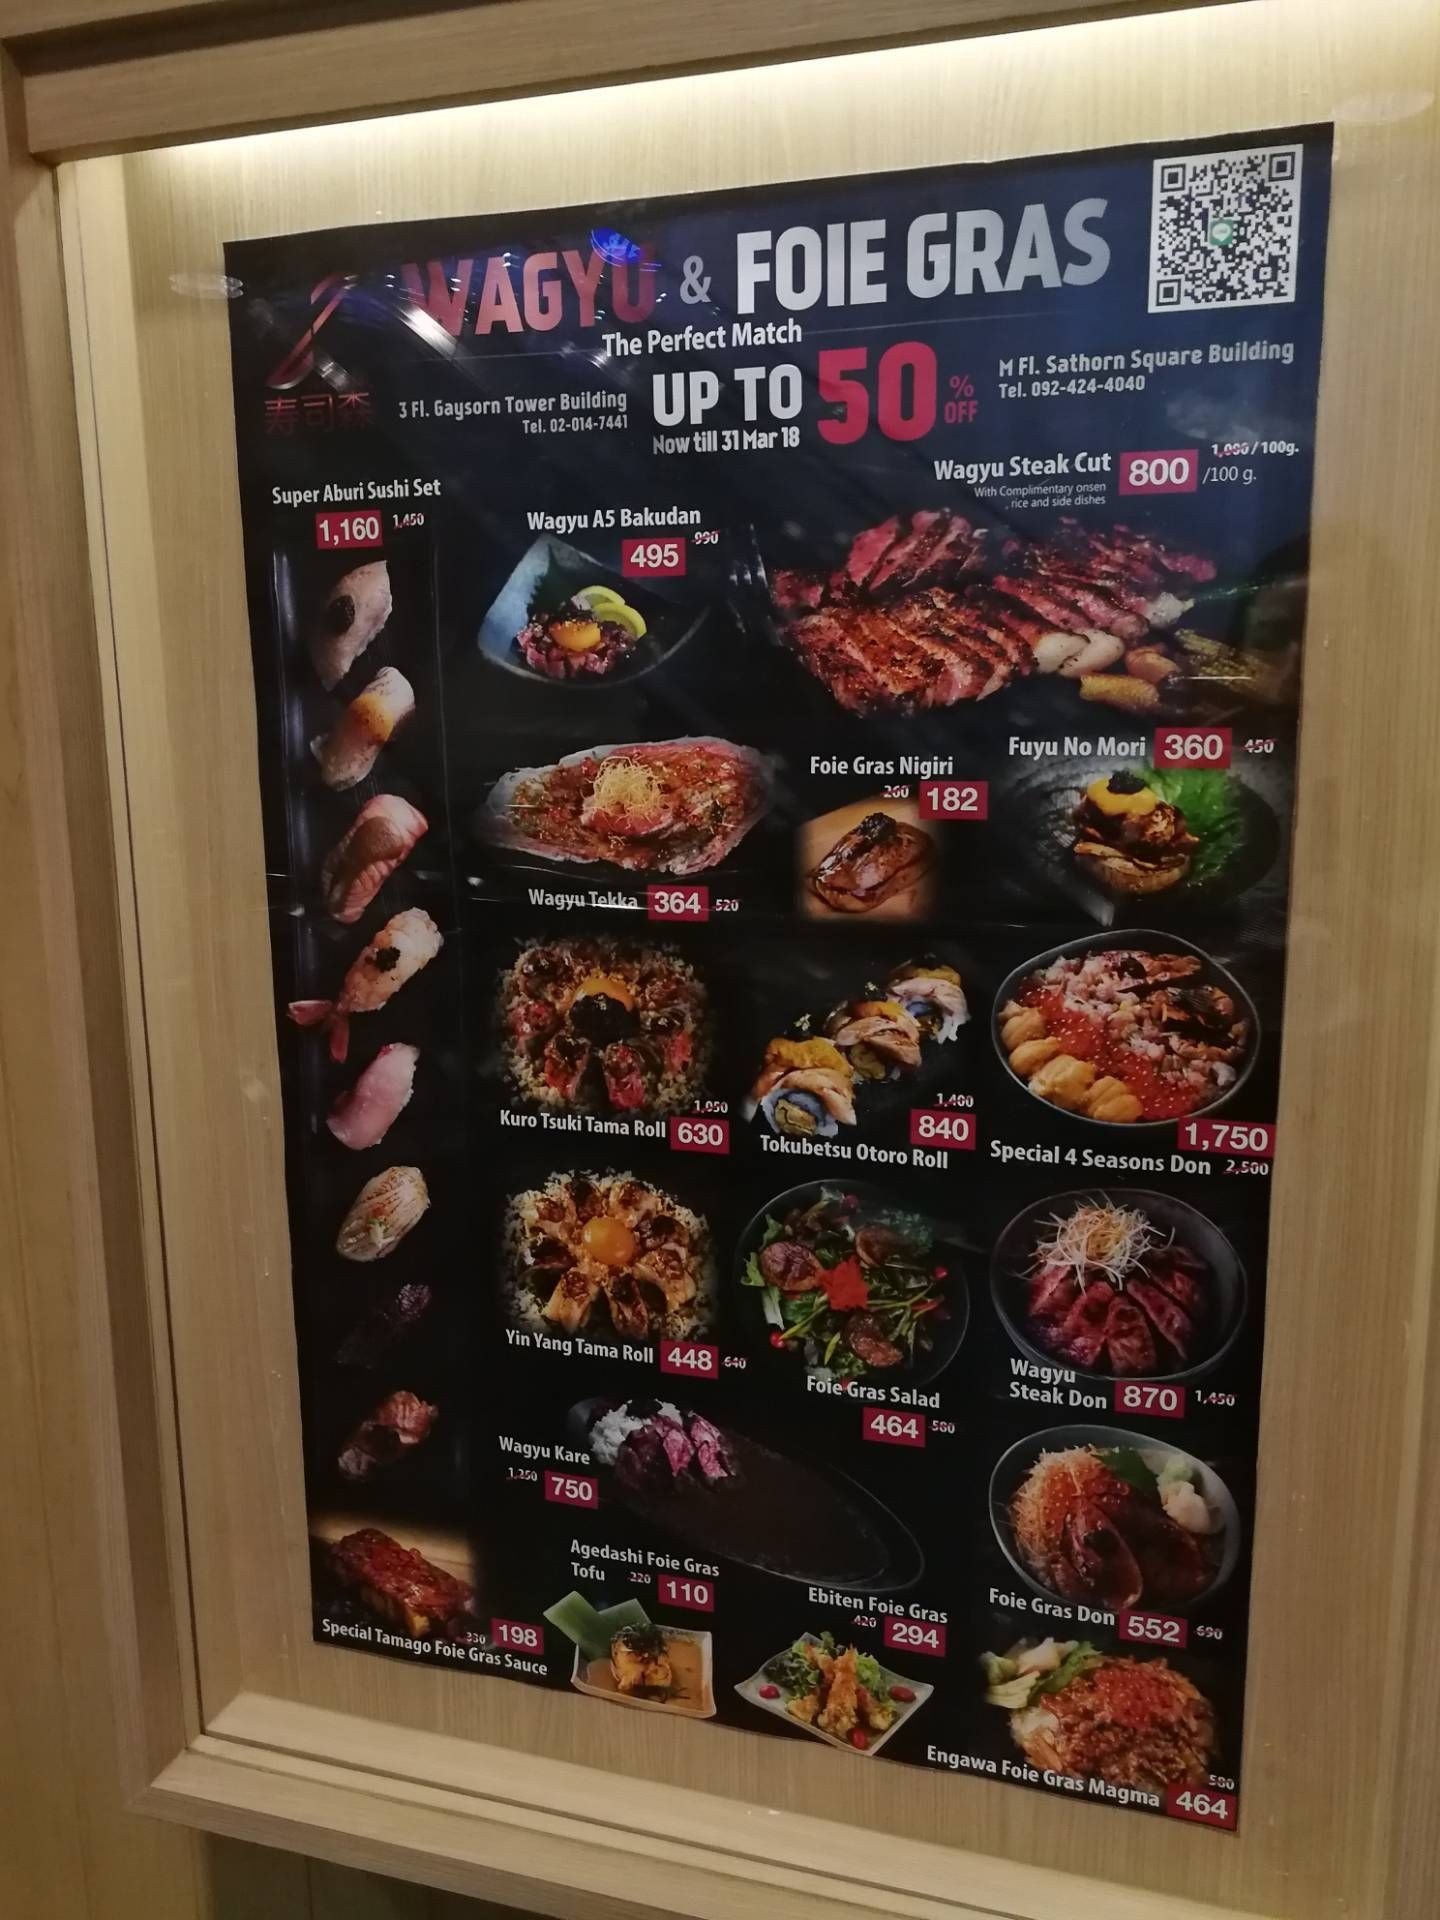 WAGYU & FOIE GRAS
The Perfect Match
寿司森
3 Fl. Gaysorn Tower Building
Tel. 02-014-7441
UP TO 50% OFF
Now till 31 Mar 18
M Fl. Sathorn Square Building
Tel. 092-424-4040
Super Aburi Sushi Set
1,160 1,450
Wagyu A5 Bakudan
495 990
Wagyu Steak Cut
With Complimentary onsen
rice and side dishes
800 /100 g.
/100g.
Wagyu Tekka 364 520
Foie Gras Nigiri
260 182
Fuyu No Mori 360 450
Kuro Tsuki Tama Roll 630
1,050
Tokubetsu Otoro Roll
1,400
840
Special 4 Seasons Don
1,750
2,500
Yin Yang Tama Roll 448 640
Foie Gras Salad
464 580
Wagyu
Steak Don 870 1,450
Wagyu Kare
1,250 750
Agedashi Foie Gras
Tofu 220 110
Ebiten Foie Gras
420 294
Foie Gras Don 552 690
Special Tamago Foie Gras Sauce
330 198
Engawa Foie Gras Magma
580
464